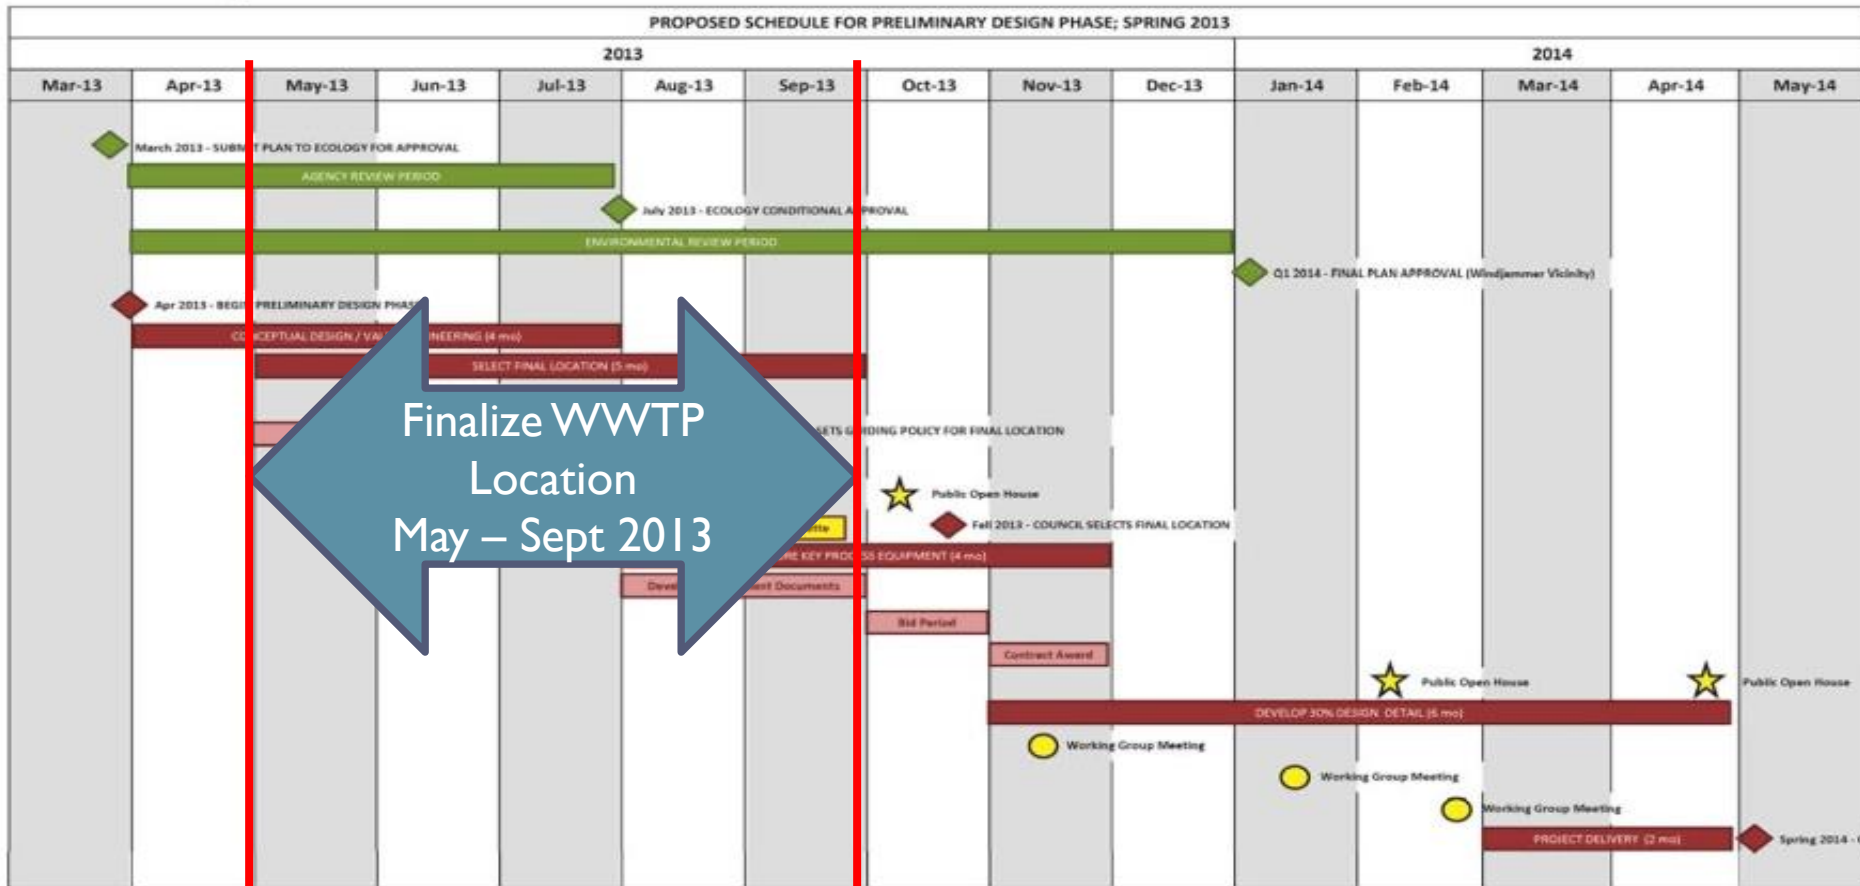 PROPOSED SCHEDULE FOR PRELIMINARY DESIGN PHASE; SPRING 2013
2013 2014
Mar-13 Apr-13 May-13 Jun-13 Jul-13 Aug-13 Sep-13 Oct-13 Nov-13 Dec-13 Jan-14 Feb-14 Mar-14 Apr-14 May-14
March 2013 - SUBMIT PLAN TO ECOLOGY FOR APPROVAL
AGENCY REVIEW PERIOD
July 2013 - ECOLOGY CONDITIONAL APPROVAL
ENVIRONMENTAL REVIEW PERIOD
Q1 2014 - FINAL PLAN APPROVAL (Windjammer Vicinity)
Apr 2013 - BEGIN PRELIMINARY DESIGN PHASE
CONCEPTUAL DESIGN / VA NEERING (4 mo)
SELECT FINAL LOCATION (5 mo)
Finalize WWTP
Location
May – Sept 2013
SETS GUIDING POLICY FOR FINAL LOCATION
Public Open House
Fall 2013 - COUNCIL SELECTS FINAL LOCATION
KEY PROCESS EQUIPMENT (4 mo)
Documents
Bid Period
Contract Award
Public Open House
Public Open House
DEVELOP 30% DESIGN DETAIL (6 mo)
Working Group Meeting
Working Group Meeting
Working Group Meeting
PROJECT DELIVERY (2 mo)
Spring 2014 -